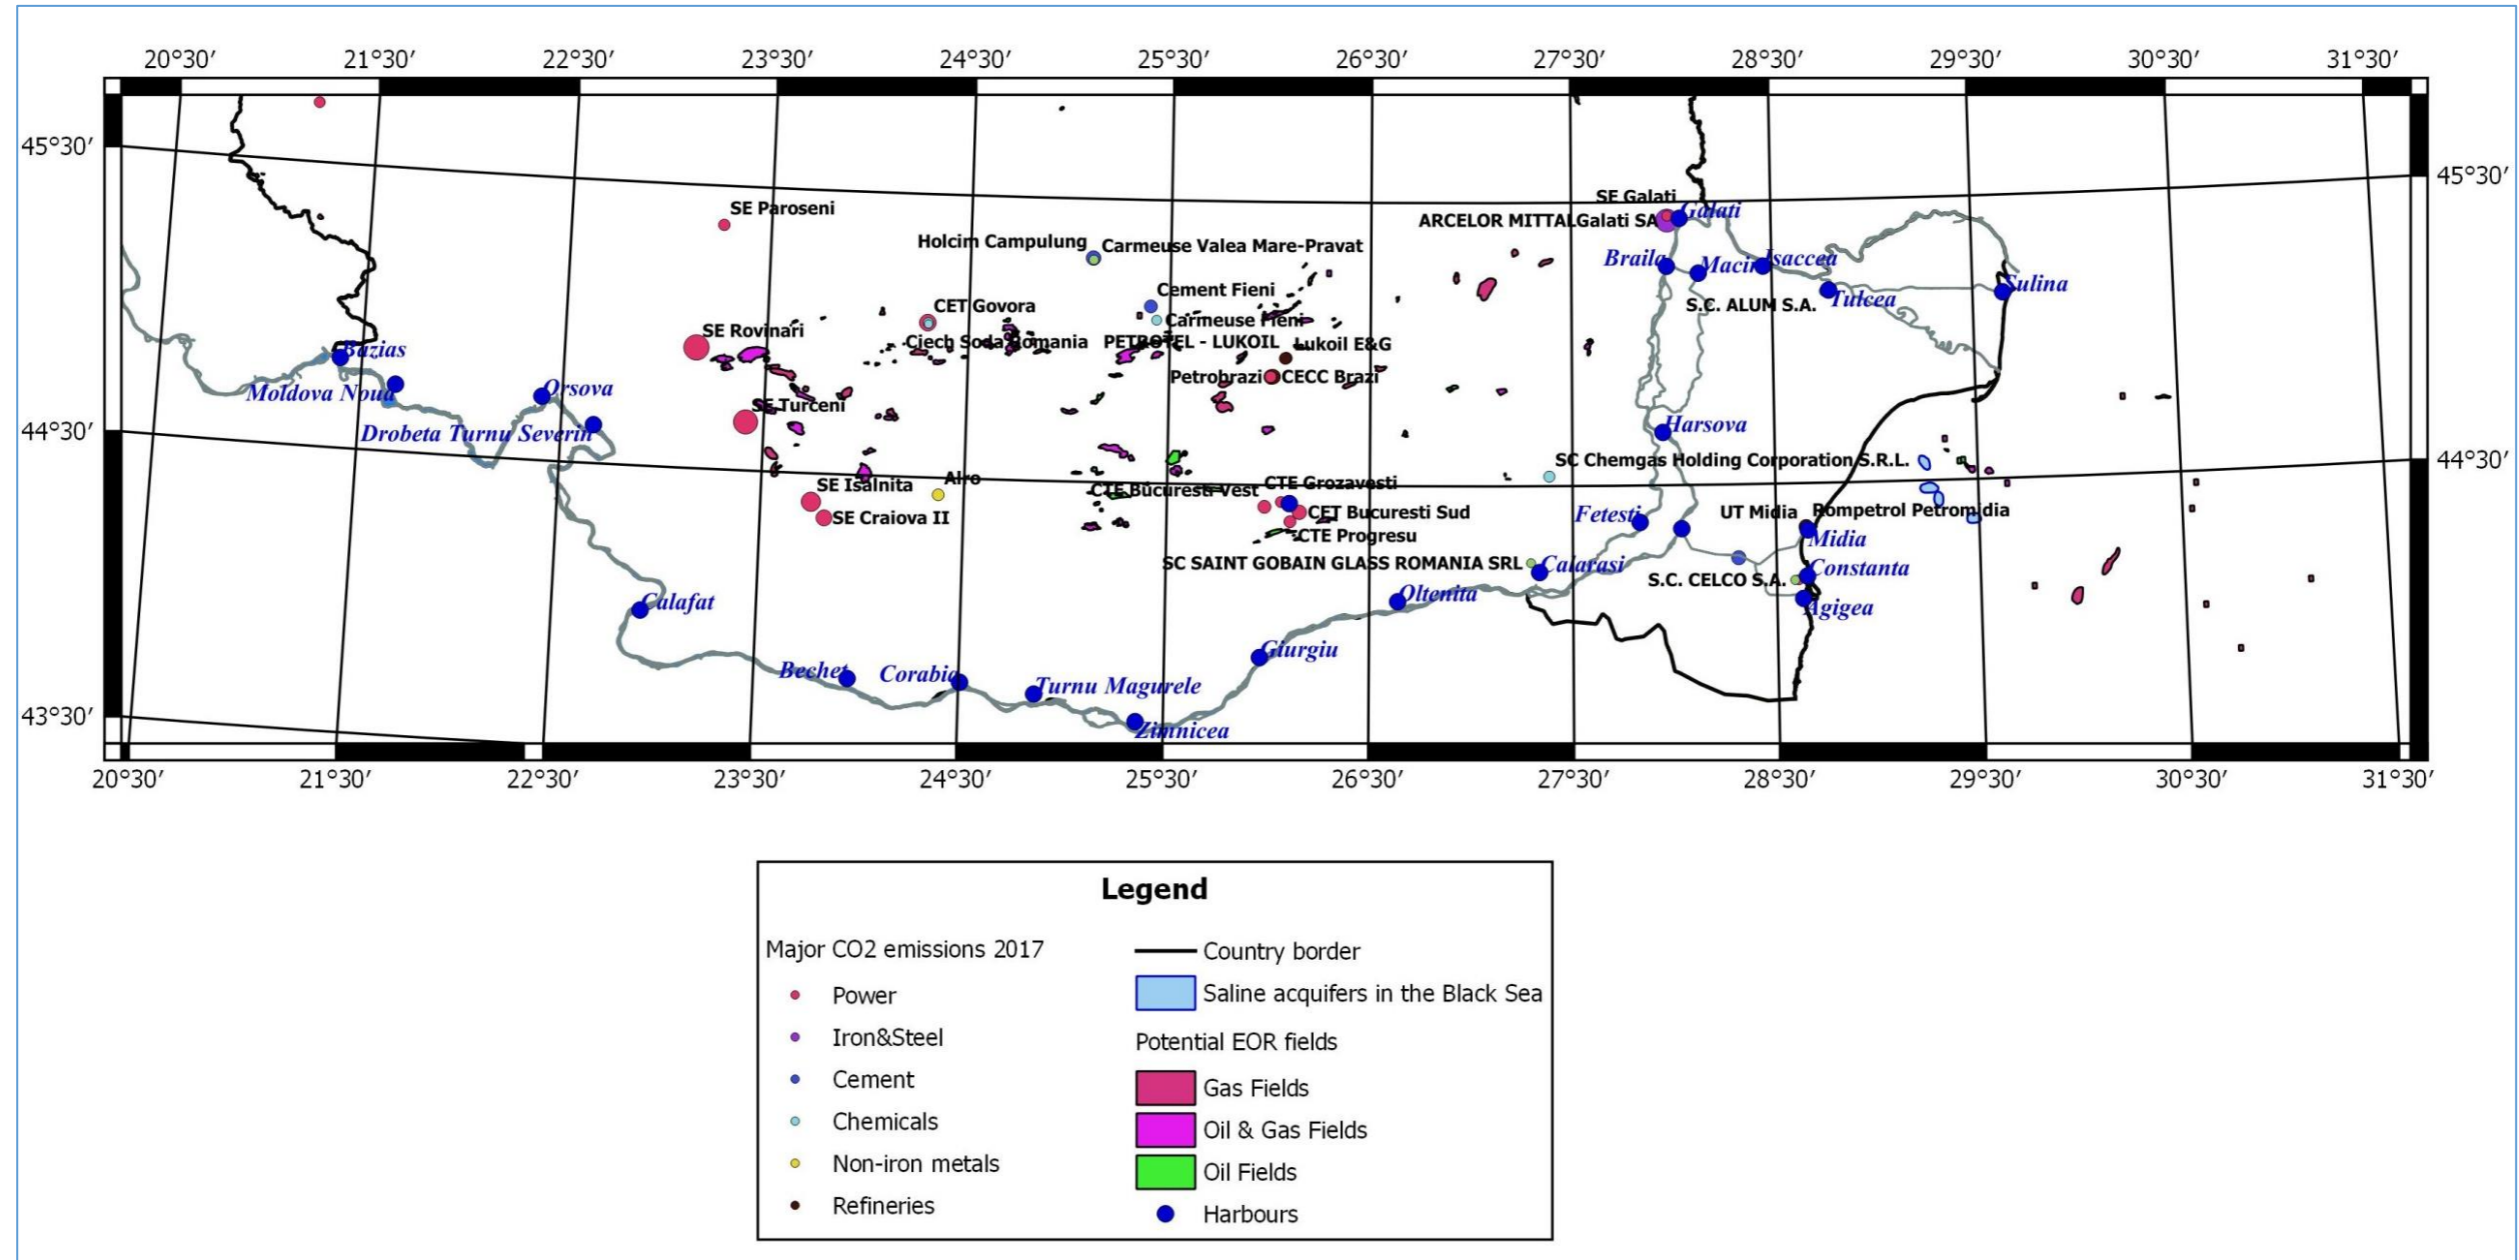 20°30′ 21°30′ 22°30′ 23°30′ 24°30′ 25°30′ 26°30′ 27°30′ 28°30′ 29°30′ 30°30′ 31°30′
45°30′
45°30′
SE Galati
SE Paroseni
Galati
ARCELOR MITTALGalati SA
Holcim Campulung
Carmeuse Valea Mare-Pravat
Braila
Macin
Isaccea
Cement Fieni
Sulina
CET Govora
S.C. ALUM S.A.
Tulcea
Carmeuse Fieni
SE Rovinari
Ciech Soda Romania
PETROTEL - LUKOIL
Lukoil E&G
Bazias
Petrobrazi
CECC Brazi
Moldova Noua
Orsova
SE Turceni
Harsova
Drobeta Turnu Severin
44°30′
44°30′
SC Chemgas Holding Corporation S.R.L.
SE Isalnita
Alro
CTE Bucuresti Vest
CTE Grozavesti
SE Craiova II
CET Bucuresti Sud
Fetesti
UT Midia
Rompetrol Petromidia
CTE Progresu
Midia
SC SAINT GOBAIN GLASS ROMANIA SRL
Calarasi
Constanta
S.C. CELCO S.A.
Calafat
Oltenita
Agigea
Giurgiu
Bechet
Corabia
Turnu Magurele
43°30′
Zimnicea
20°30′ 21°30′ 22°30′ 23°30′ 24°30′ 25°30′ 26°30′ 27°30′ 28°30′ 29°30′ 30°30′ 31°30′
Legend
Major CO2 emissions 2017
Power
Iron&Steel
Cement
Chemicals
Non-iron metals
Refineries
Country border
Saline acquifers in the Black Sea
Potential EOR fields
Gas Fields
Oil & Gas Fields
Oil Fields
Harbours